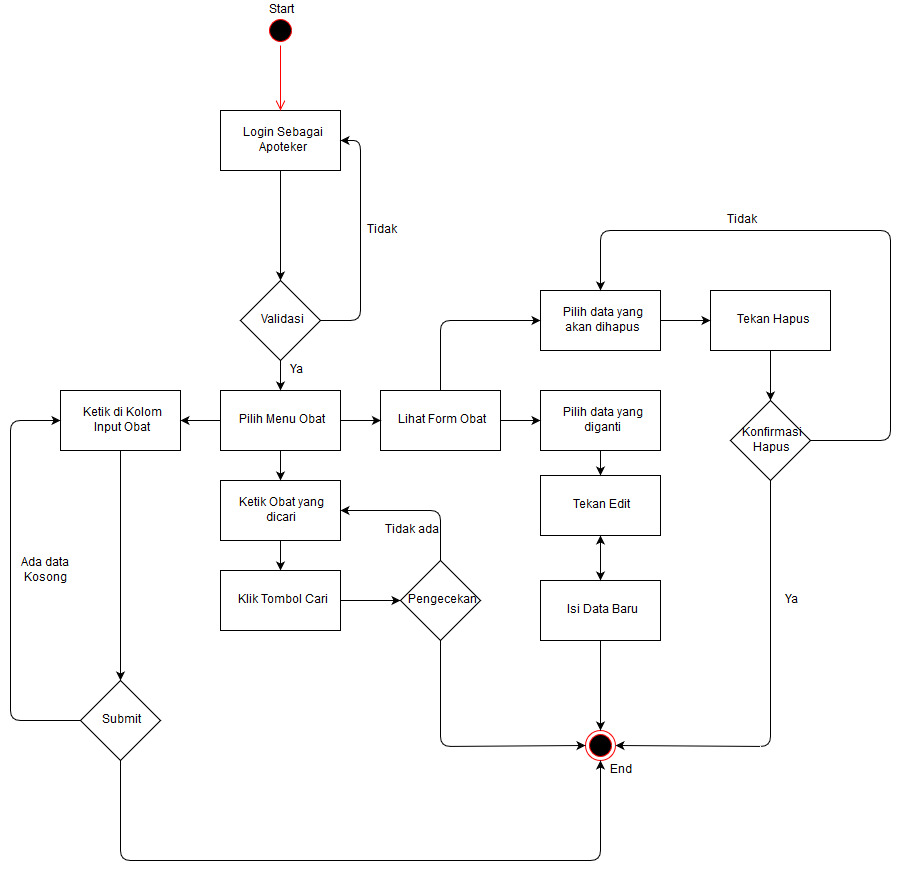 Start
Login Sebagai
Apoteker
Tidak
Validasi
Ya
Tidak
Pilih data yang
akan dihapus
Tekan Hapus
Ketik di Kolom
Input Obat
Pilih Menu Obat
Lihat Form Obat
Pilih data yang
diganti
Konfirmasi
Hapus
Ketik Obat yang
dicari
Tidak ada
Tekan Edit
Ada data
Kosong
Klik Tombol Cari
Pengecekan
Isi Data Baru
Ya
Submit
End